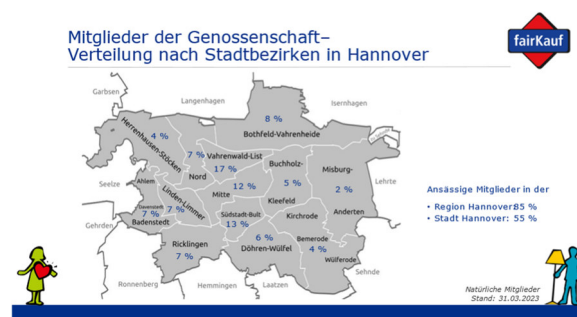 Mitglieder der Genossenschaft–
Verteilung nach Stadtbezirken in Hannover
fairKauf
Garbsen
Langenhagen
Isernhagen
8 %
Bothfeld-Vahrenheide
4 %
Herrenhausen-Stöcken
7 %
Nord
Vahrenwald-List
17 %
Buchholz-
5 %
Kleefeld
Misburg-
2 %
Anderten
Lehrte
Seelze
Ahlem
Linden-Limmer
7 %
Mitte
12 %
Davenstedt
7 %
Badenstedt
Südstadt-Bult
13 %
Kirchrode
Gehrden
Ricklingen
7 %
6 %
Döhren-Wülfel
Bemerode
4 %
Wülferode
Sehnde
Ronnenberg
Hemmingen
Laatzen
Ansässige Mitglieder in der
• Region Hannover:85 %
• Stadt Hannover: 55 %
Natürliche Mitglieder
Stand: 31.03.2023